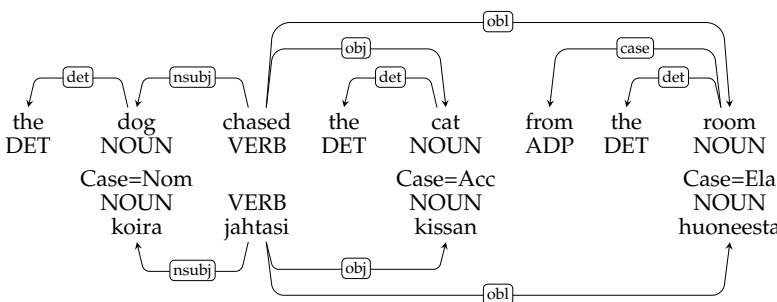 obl
obj case
det nsubj det det
the dog chased the cat from the room
DET NOUN VERB DET NOUN ADP DET NOUN
Case=Nom Case=Acc Case=Ela
NOUN VERB NOUN NOUN
koira jahtasi kissan huoneesta
nsubj obj
obl